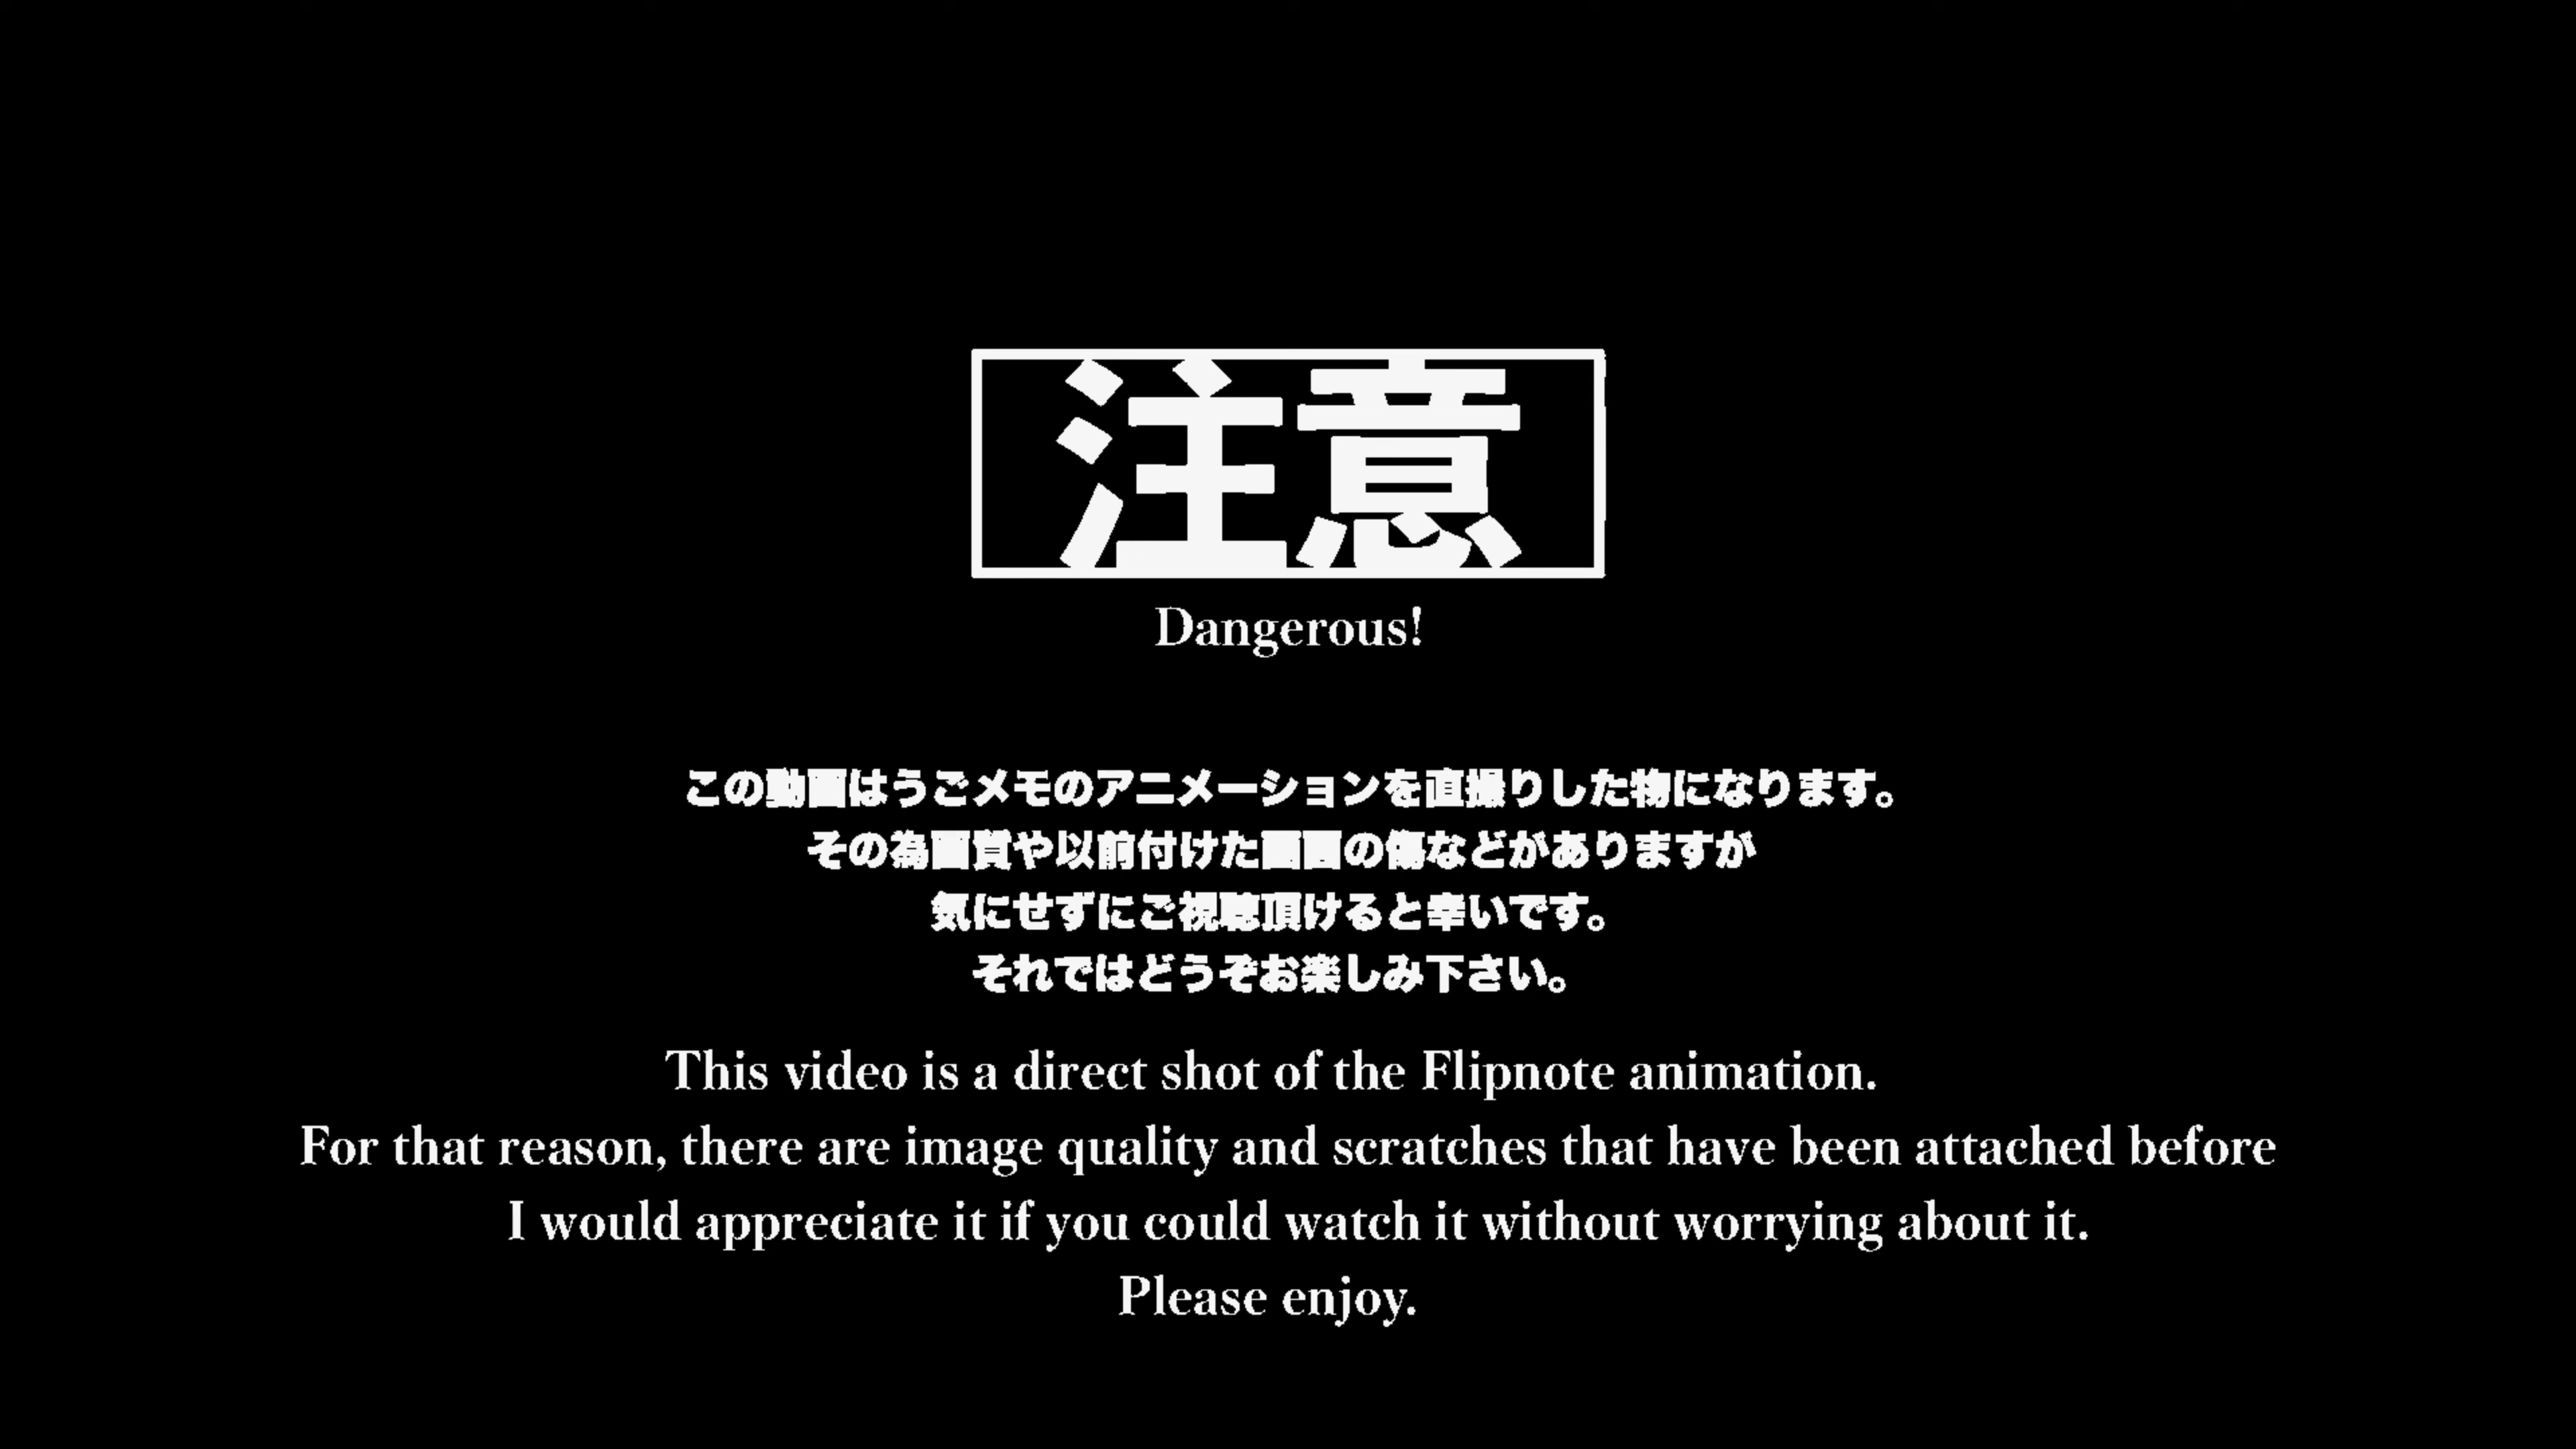 注意
Dangerous!
この動画はうごメモのアニメーションを直撮りした物になります。
その為画質や以前付けた画面の傷などがありますが
気にせずにご視聴頂けると幸いです。
それではどうぞお楽しみ下さい。
This video is a direct shot of the Flipnote animation.
For that reason, there are image quality and scratches that have been attached before
I would appreciate it if you could watch it without worrying about it.
Please enjoy.